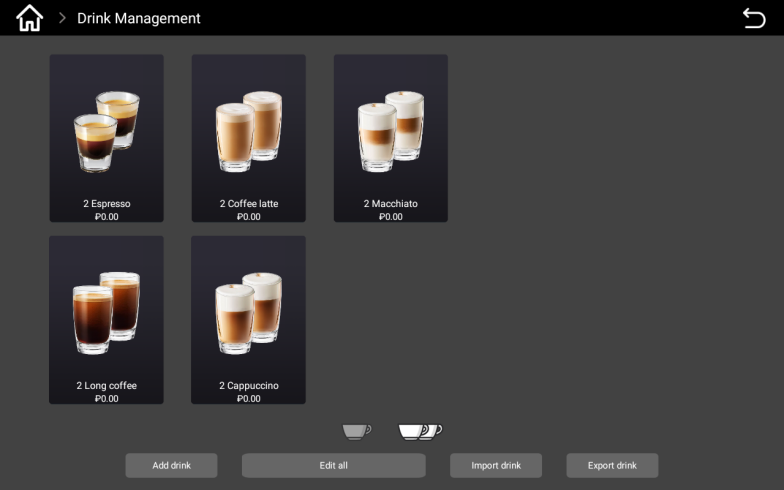 Drink Management
2 Espresso
₽0.00
2 Coffee latte
₽0.00
2 Macchiato
₽0.00
2 Long coffee
₽0.00
2 Cappuccino
₽0.00
Add drink
Edit all
Import drink
Export drink